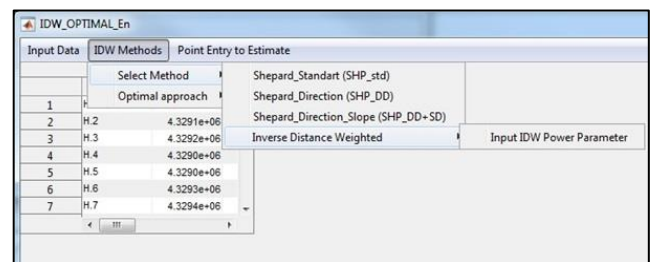 IDW_OPTIMAL_En
Input Data IDW Methods Point Entry to Estimate
Select Method Shepard_Standart (SHP_std)
Optimal approach Shepard_Direction (SHP_DD)
Shepard_Direction_Slope (SHP_DD+SD)
Inverse Distance Weighted Input IDW Power Parameter
1
2 H.2 4.3291e+06
3 H.3 4.3292e+06
4 H.4 4.3290e+06
5 H.5 4.3290e+06
6 H.6 4.3293e+06
7 H.7 4.3294e+06